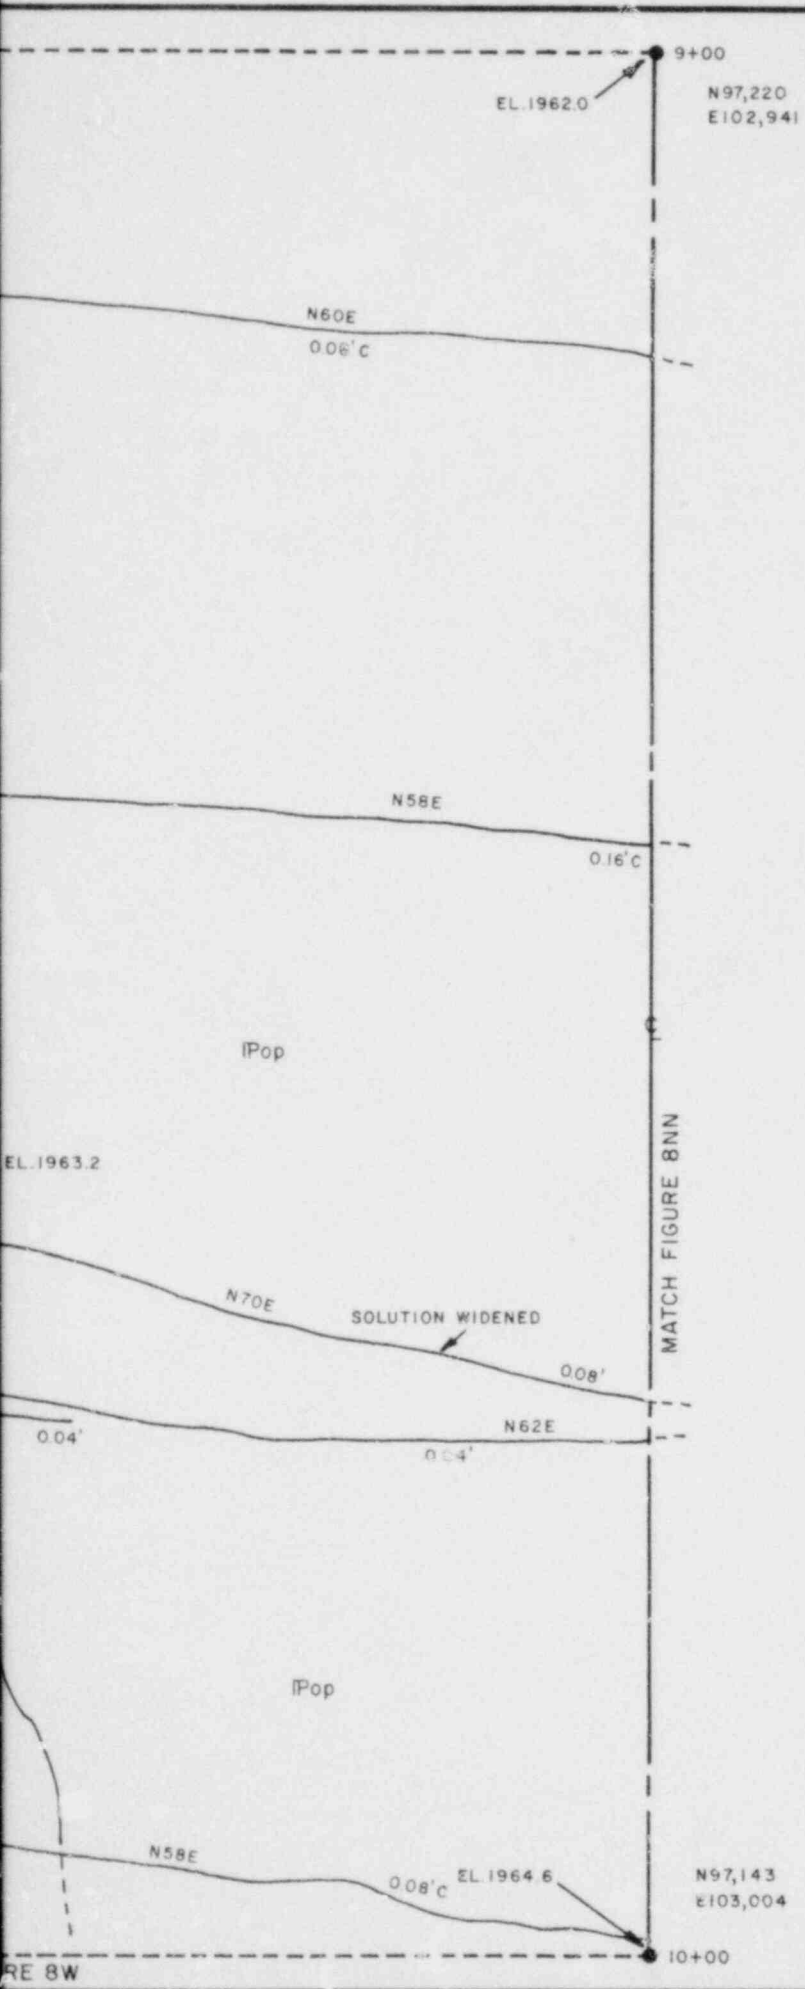 9+00
EL.1962.0
N97,220
E102,941
N60E
0.06'C
N58E
0.16'C
℄
IPop
MATCH FIGURE 8NN
EL.1963.2
N70E
SOLUTION WIDENED
0.08'
N62E
0.04'
0.04'
IPop
N58E
0.08'C
EL.1964.6
N97,143
E103,004
10+00
RE 8W